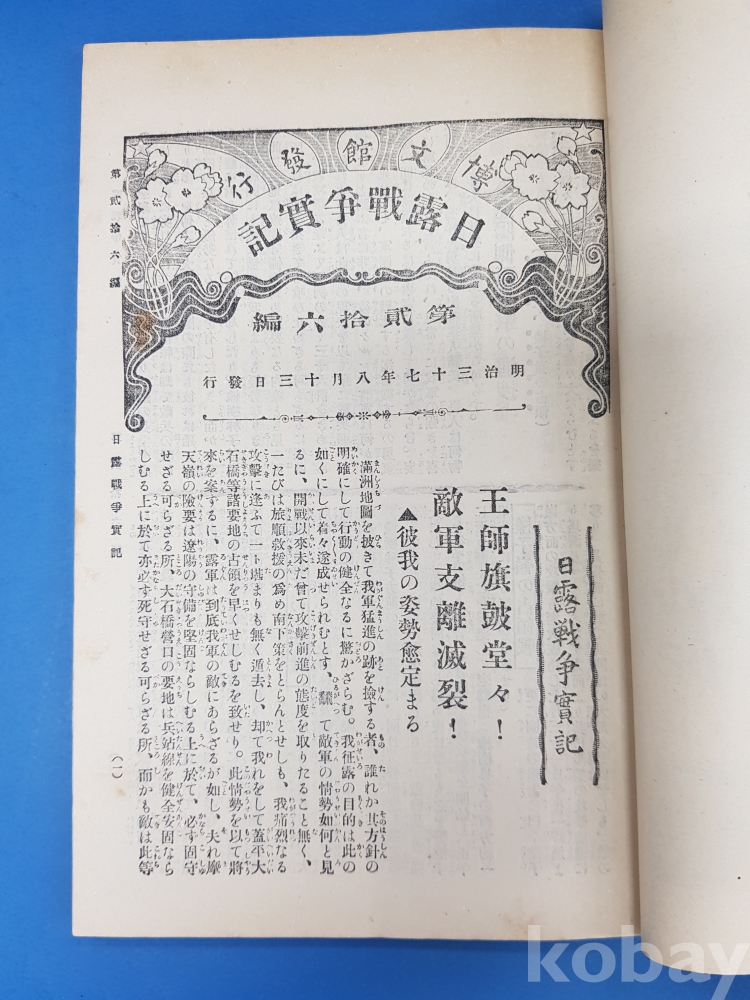 博文館發行
日露戰爭實記
第貳拾六編
明治三十七年八月十三日發行
日露戰爭實記
王師旗鼓堂々！
敵軍支離滅裂！
▲彼我の姿勢愈定まる
滿洲地圖を披きて我軍猛進の跡を撿する者、誰れか其方針の
明確にして行動の健全なるに驚かざらむ。我征露の目的は此の
如くにして着々遂成せられむとす、飜て敵軍の情勢如何と見
るに、開戰以來未だ曾て攻擊前進の態度を取りたること無く、
一たびは旅順救援の爲め南下策をとらんとせしも、我痛烈なる
攻擊に逢ふて一ト堪まりも無く遁去し、却て我れをして蓋平大
石橋等諸要地の占領を早くせしむるを致せり。此情勢を以て將
來を案するに、露軍は到底我軍の敵にあらざるが如し、夫れ摩
天嶺の險要は遼陽の守備を堅固ならしむる上に於て、必ず固守
せざる可らざる所、大石橋營口の要地は兵站線を健全安固なら
しむる上に於て亦必ず死守せざる可らざる所、而かも敵は此等
第貳拾六編
日露戰爭實記
（一）
kobay